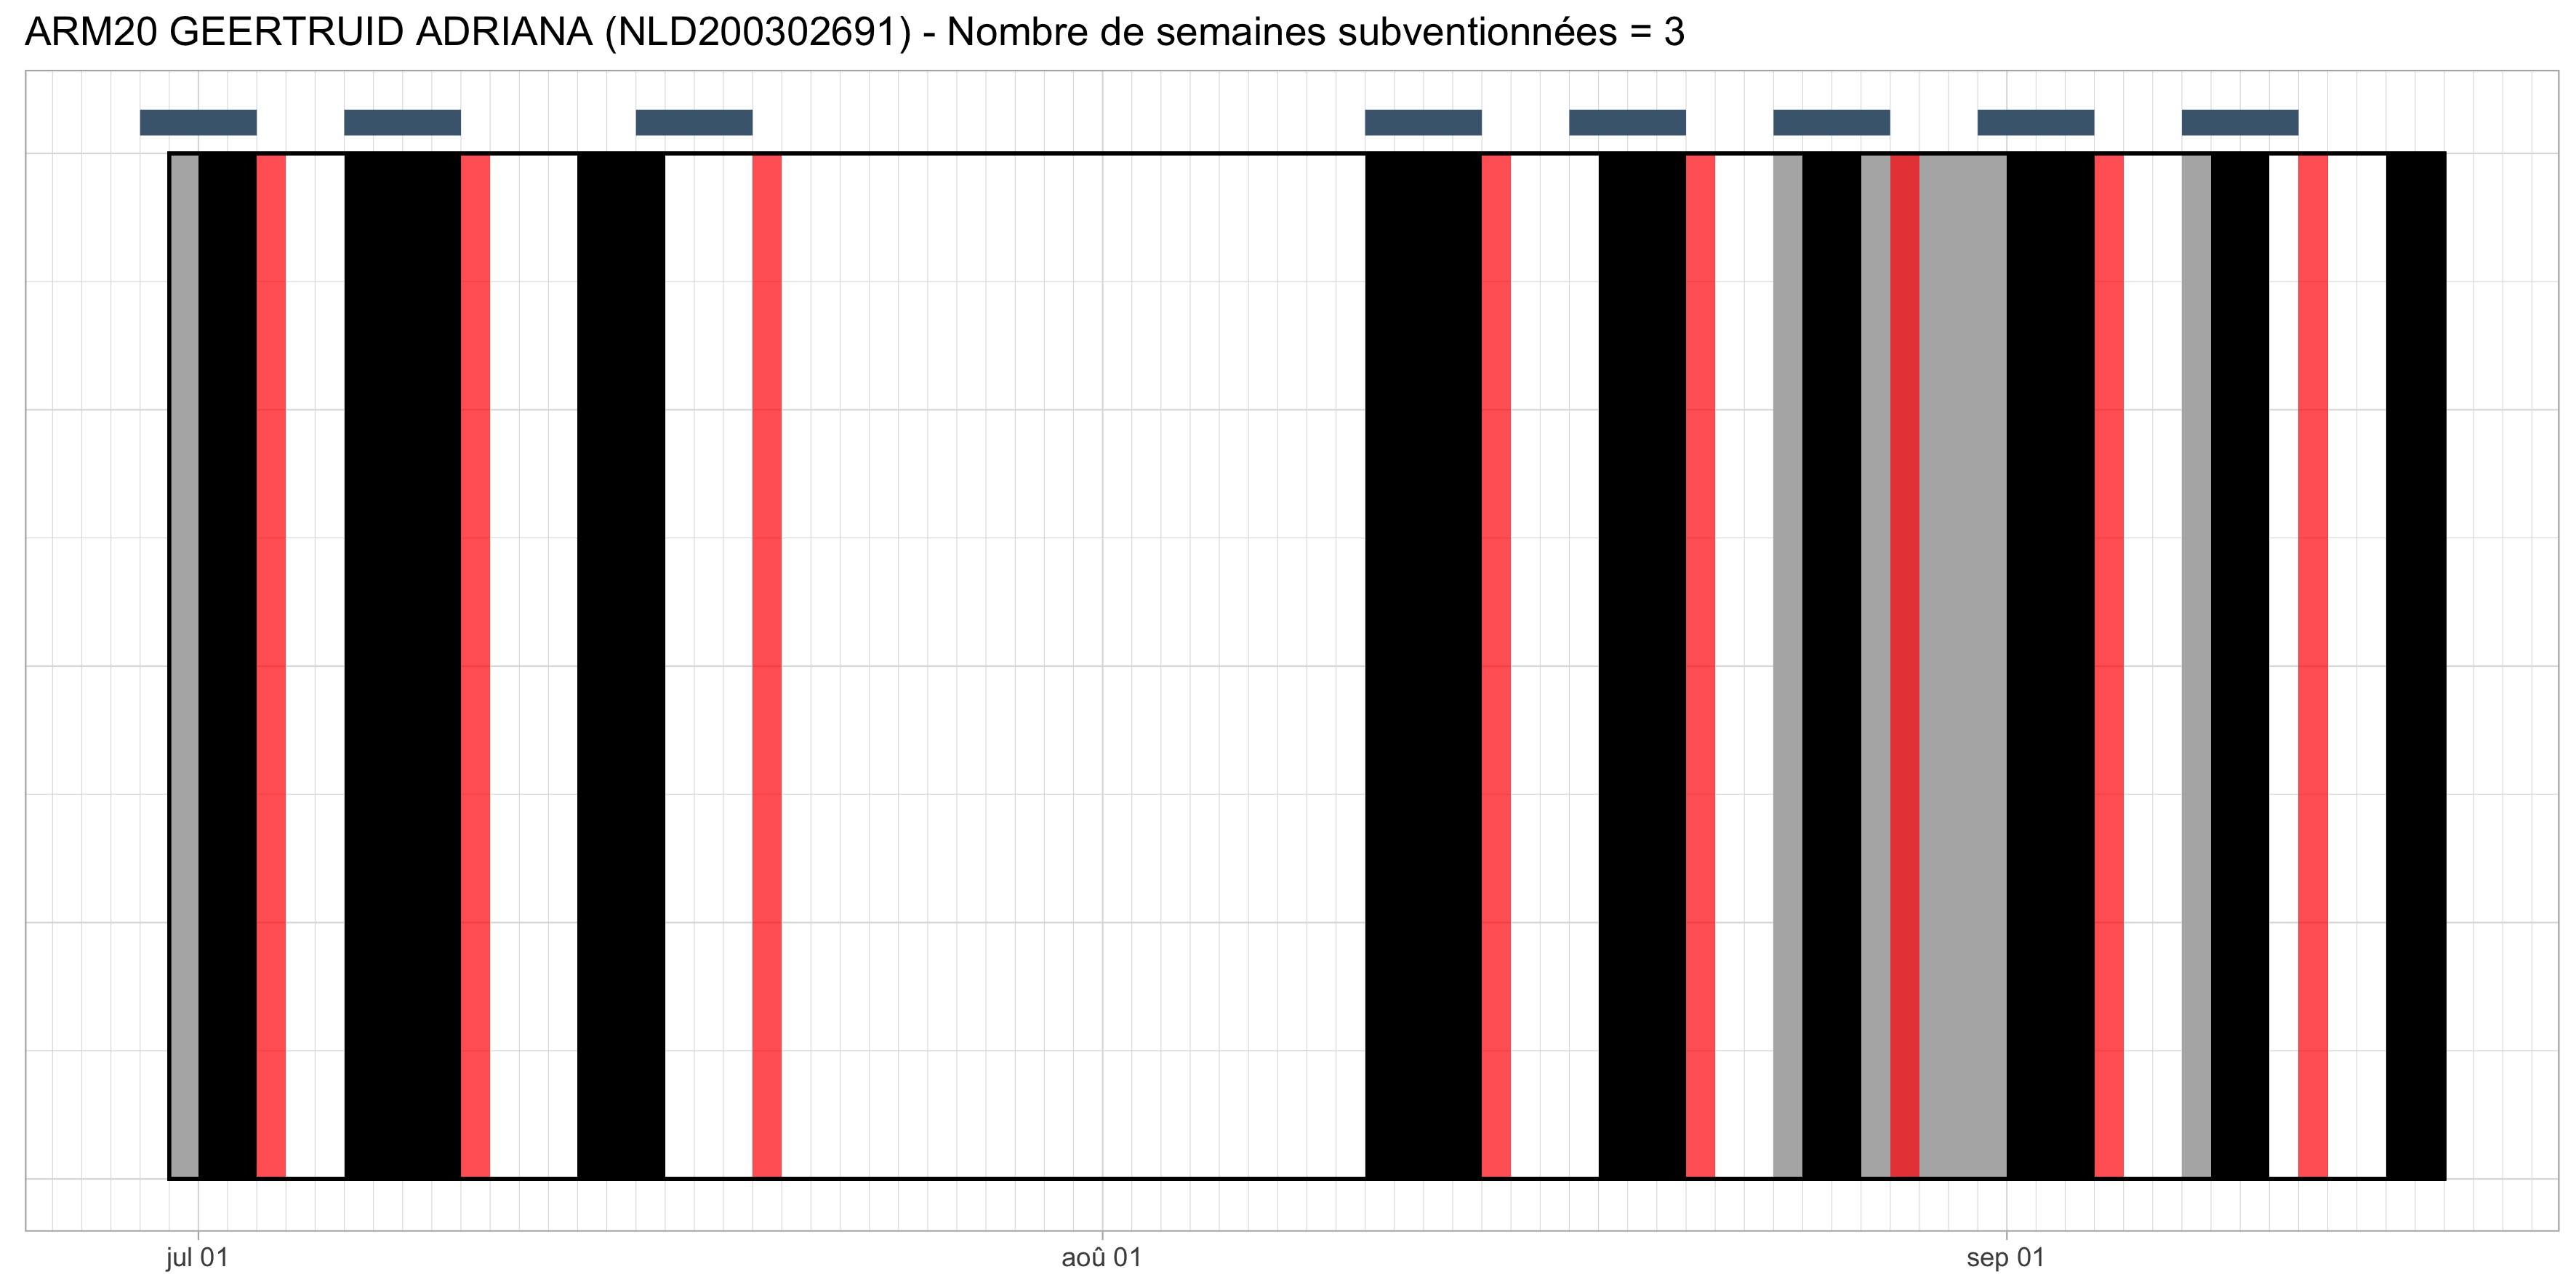 ARM20 GEERTRUID ADRIANA (NLD200302691) - Nombre de semaines subventionnées = 3
jul 01
aoû 01
sep 01